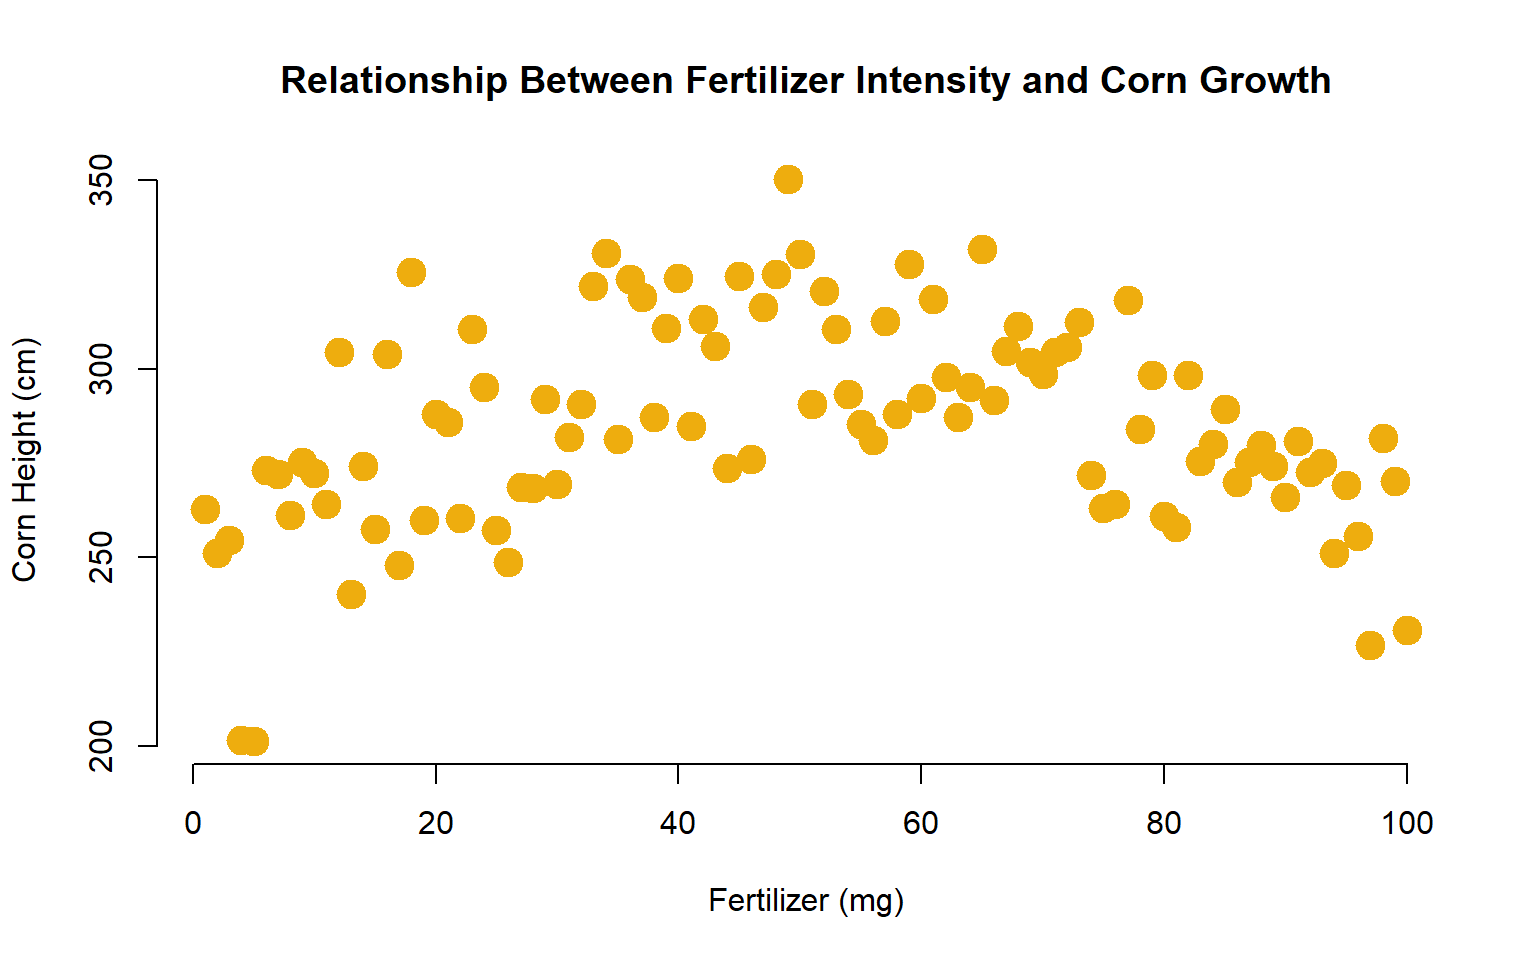 Relationship Between Fertilizer Intensity and Corn Growth
Corn Height (cm)
350
300
250
200
0 20 40 60 80 100
Fertilizer (mg)